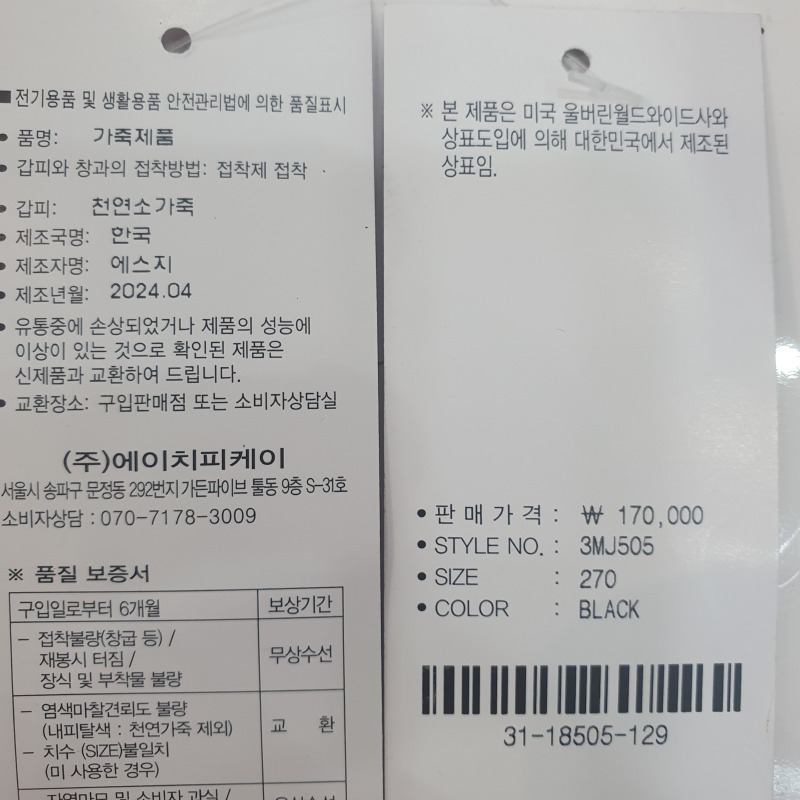 ■ 전기용품 및 생활용품 안전관리법에 의한 품질표시
• 품명: 가죽제품
• 갑피와 창과의 접착방법: 접착제 접착
• 갑피: 천연소가죽
• 제조국명: 한국
• 제조자명: 에스지
• 제조년월: 2024.04
• 유통중에 손상되었거나 제품의 성능에
이상이 있는 것으로 확인된 제품은
신제품과 교환하여 드립니다.
• 교환장소: 구입판매점 또는 소비자상담실
(주)에이치피케이
서울시 송파구 문정동 292번지 가든파이브 툴동 9층 S-31호
소비자상담 : 070-7178-3009
※ 품질 보증서
구입일로부터 6개월 보상기간
- 접착불량(창굽 등) /
재봉시 터짐 /
장식 및 부착물 불량
무상수선
- 염색마찰견뢰도 불량
(내피탈색 : 천연가죽 제외)
- 치수 (SIZE)불일치
(미 사용한 경우)
교 환
자연마모 및 소비자 과실 /
유상수선
※ 본 제품은 미국 울버린월드와이드사와
상표도입에 의해 대한민국에서 제조된
상표임.
• 판매가격 : ₩ 170,000
• STYLE NO. : 3MJ505
• SIZE : 270
• COLOR : BLACK
31-18505-129